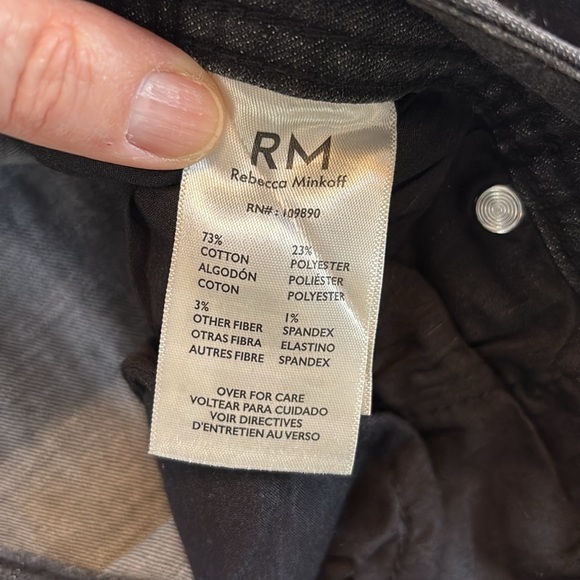 RM
Rebecca Minkoff
RN# : 109890
73%
COTTON
ALGODÓN
COTON
23%
POLYESTER
POLIÉSTER
POLYESTER
3%
OTHER FIBER
OTRAS FIBRA
AUTRES FIBRE
1%
SPANDEX
ELASTINO
SPANDEX
OVER FOR CARE
VOLTEAR PARA CUIDADO
VOIR DIRECTIVES
D'ENTRETIEN AU VERSO